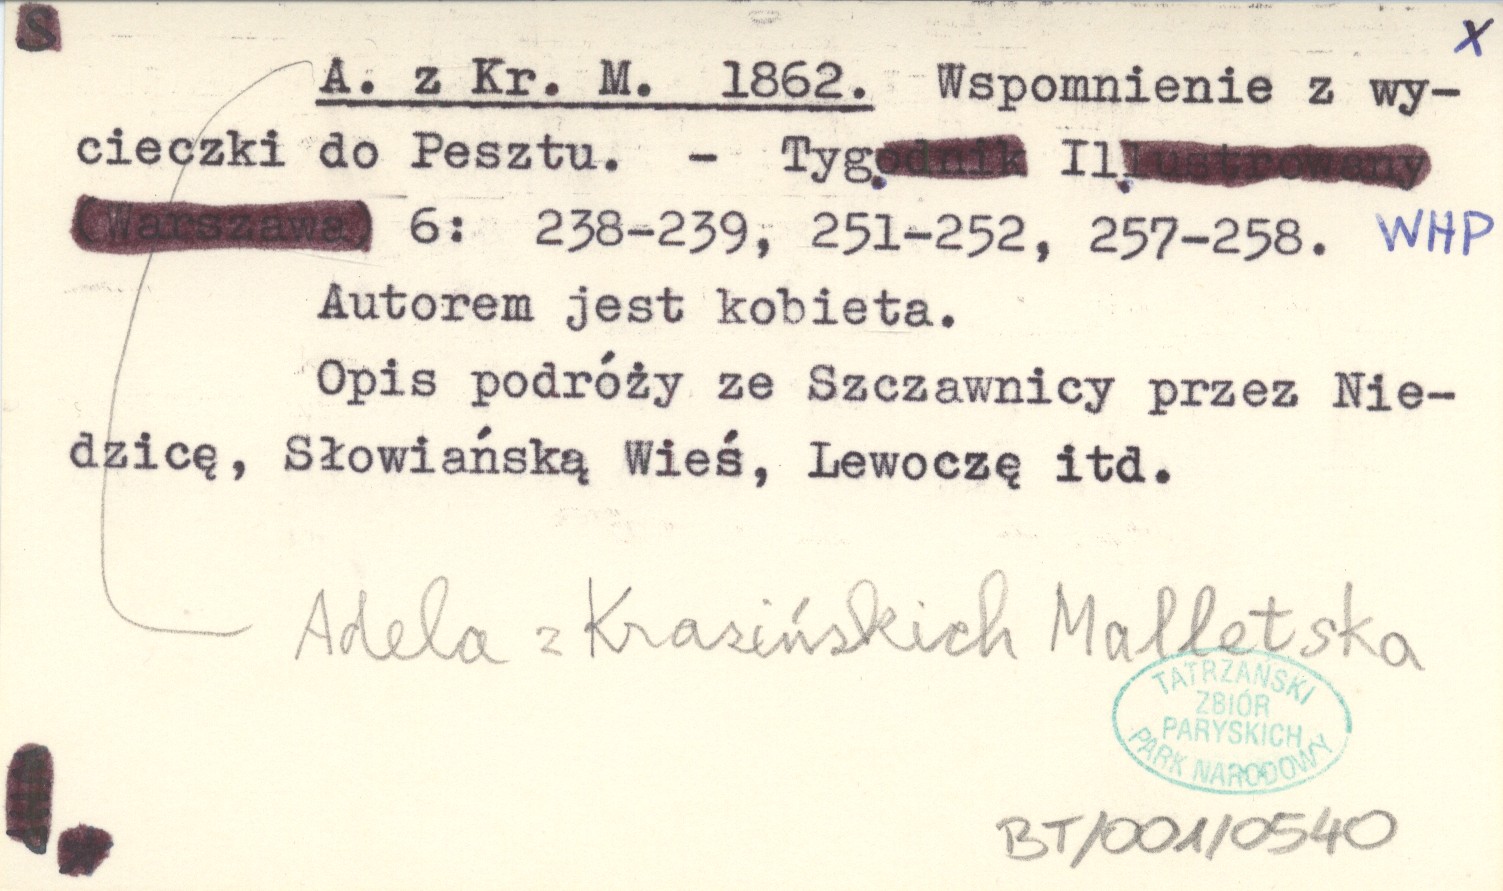 S
x
A. z Kr. M. 1862. Wspomnienie z wy-
cieczki do Pesztu. - Tygodnik Illustrowany
(Warszawa) 6: 238-239, 251-252, 257-258. WHP
Autorem jest kobieta.
Opis podróży ze Szczawnicy przez Nie-
dzicę, Słowiańską Wieś, Lewoczę itd.
Adela z Krasińskich Malletska
TATRZAŃSKI
ZBIÓR
PARYSKICH
PARK NARODOWY
BT/001/0540